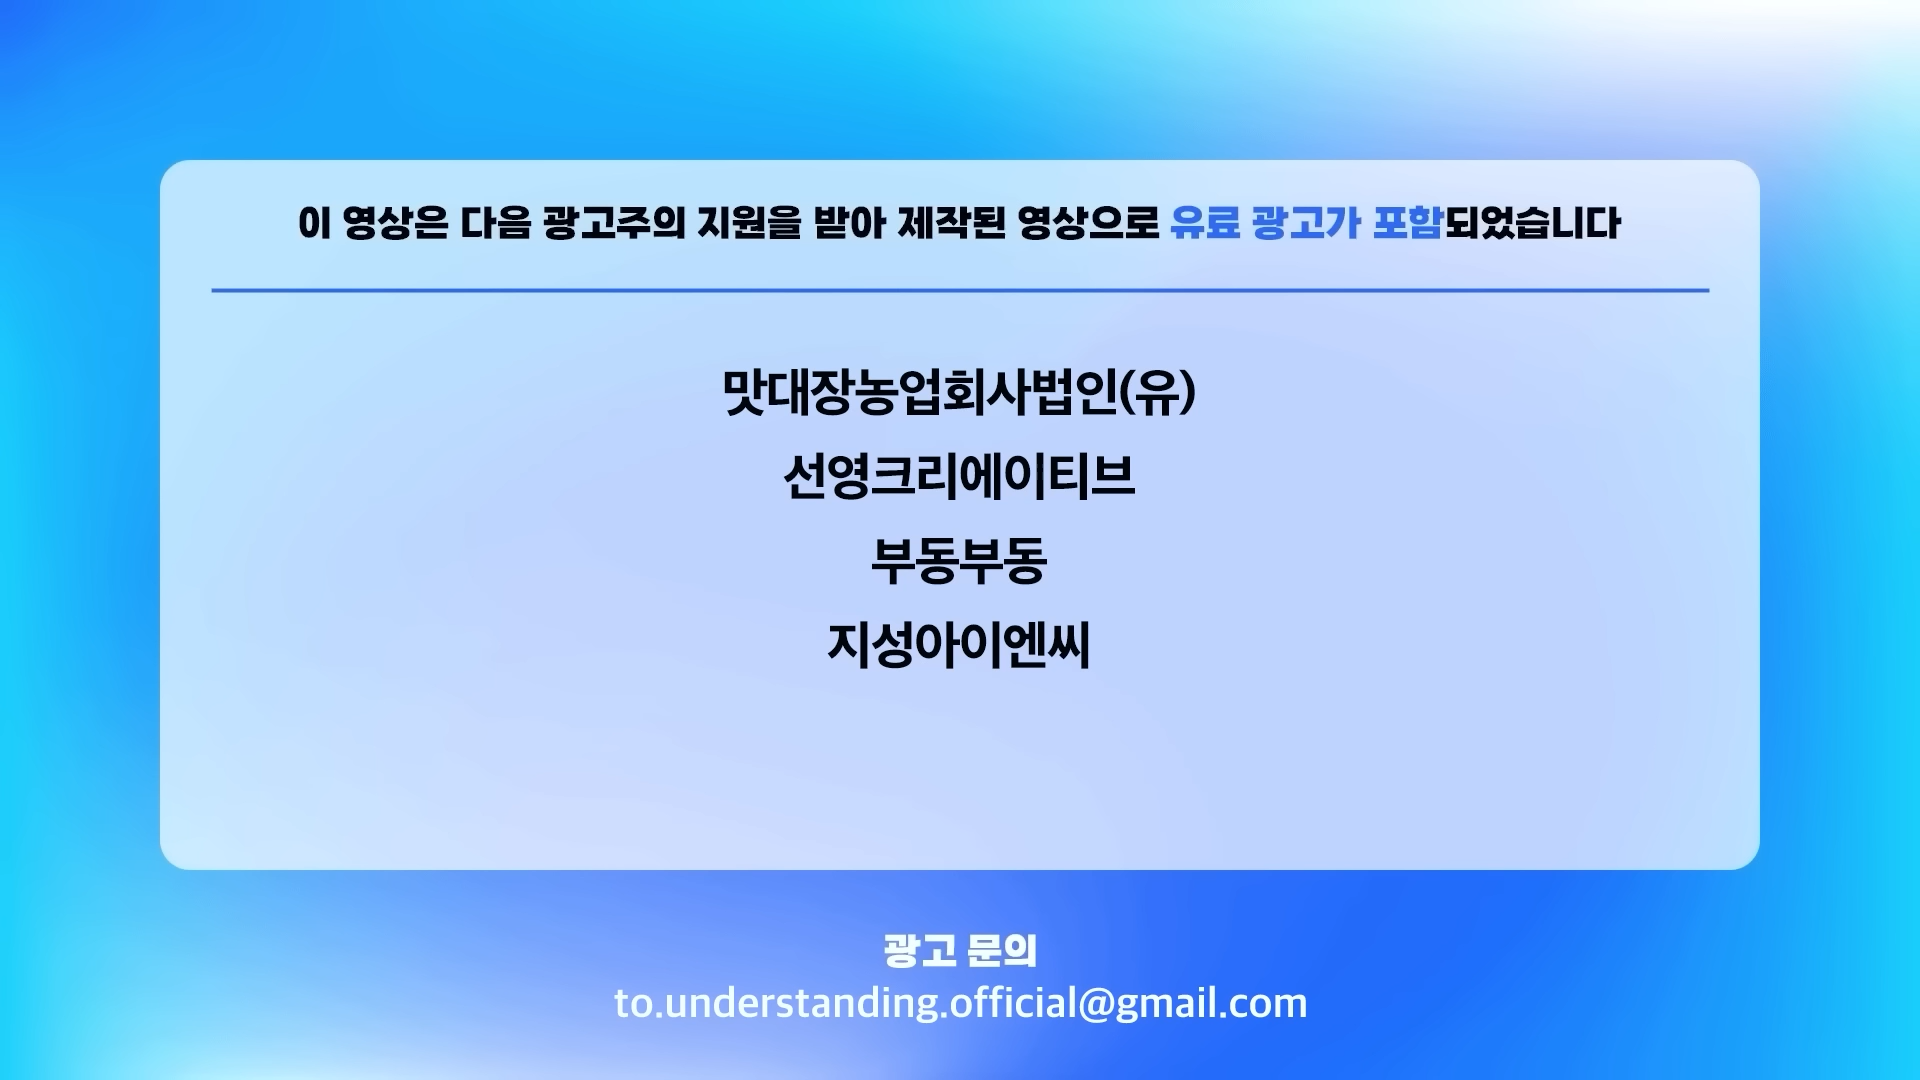 이 영상은 다음 광고주의 지원을 받아 제작된 영상으로 유료 광고가 포함되었습니다
맛대장농업회사법인(유)
선영크리에이티브
부동부동
지성아이엔씨
광고 문의
to.understanding.official@gmail.com